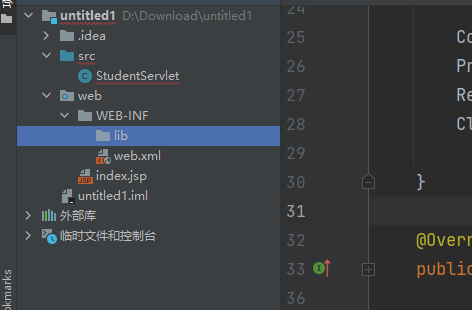 untitled1 D:\Download\untitled1
.idea
src
StudentServlet
web
WEB-INF
lib
web.xml
JSP index.jsp
untitled1.iml
外部库
临时文件和控制台
24
25 Co
26 Pr
27 Re
28 Cl
29
30 }
31
32 @Overr
33 public
36